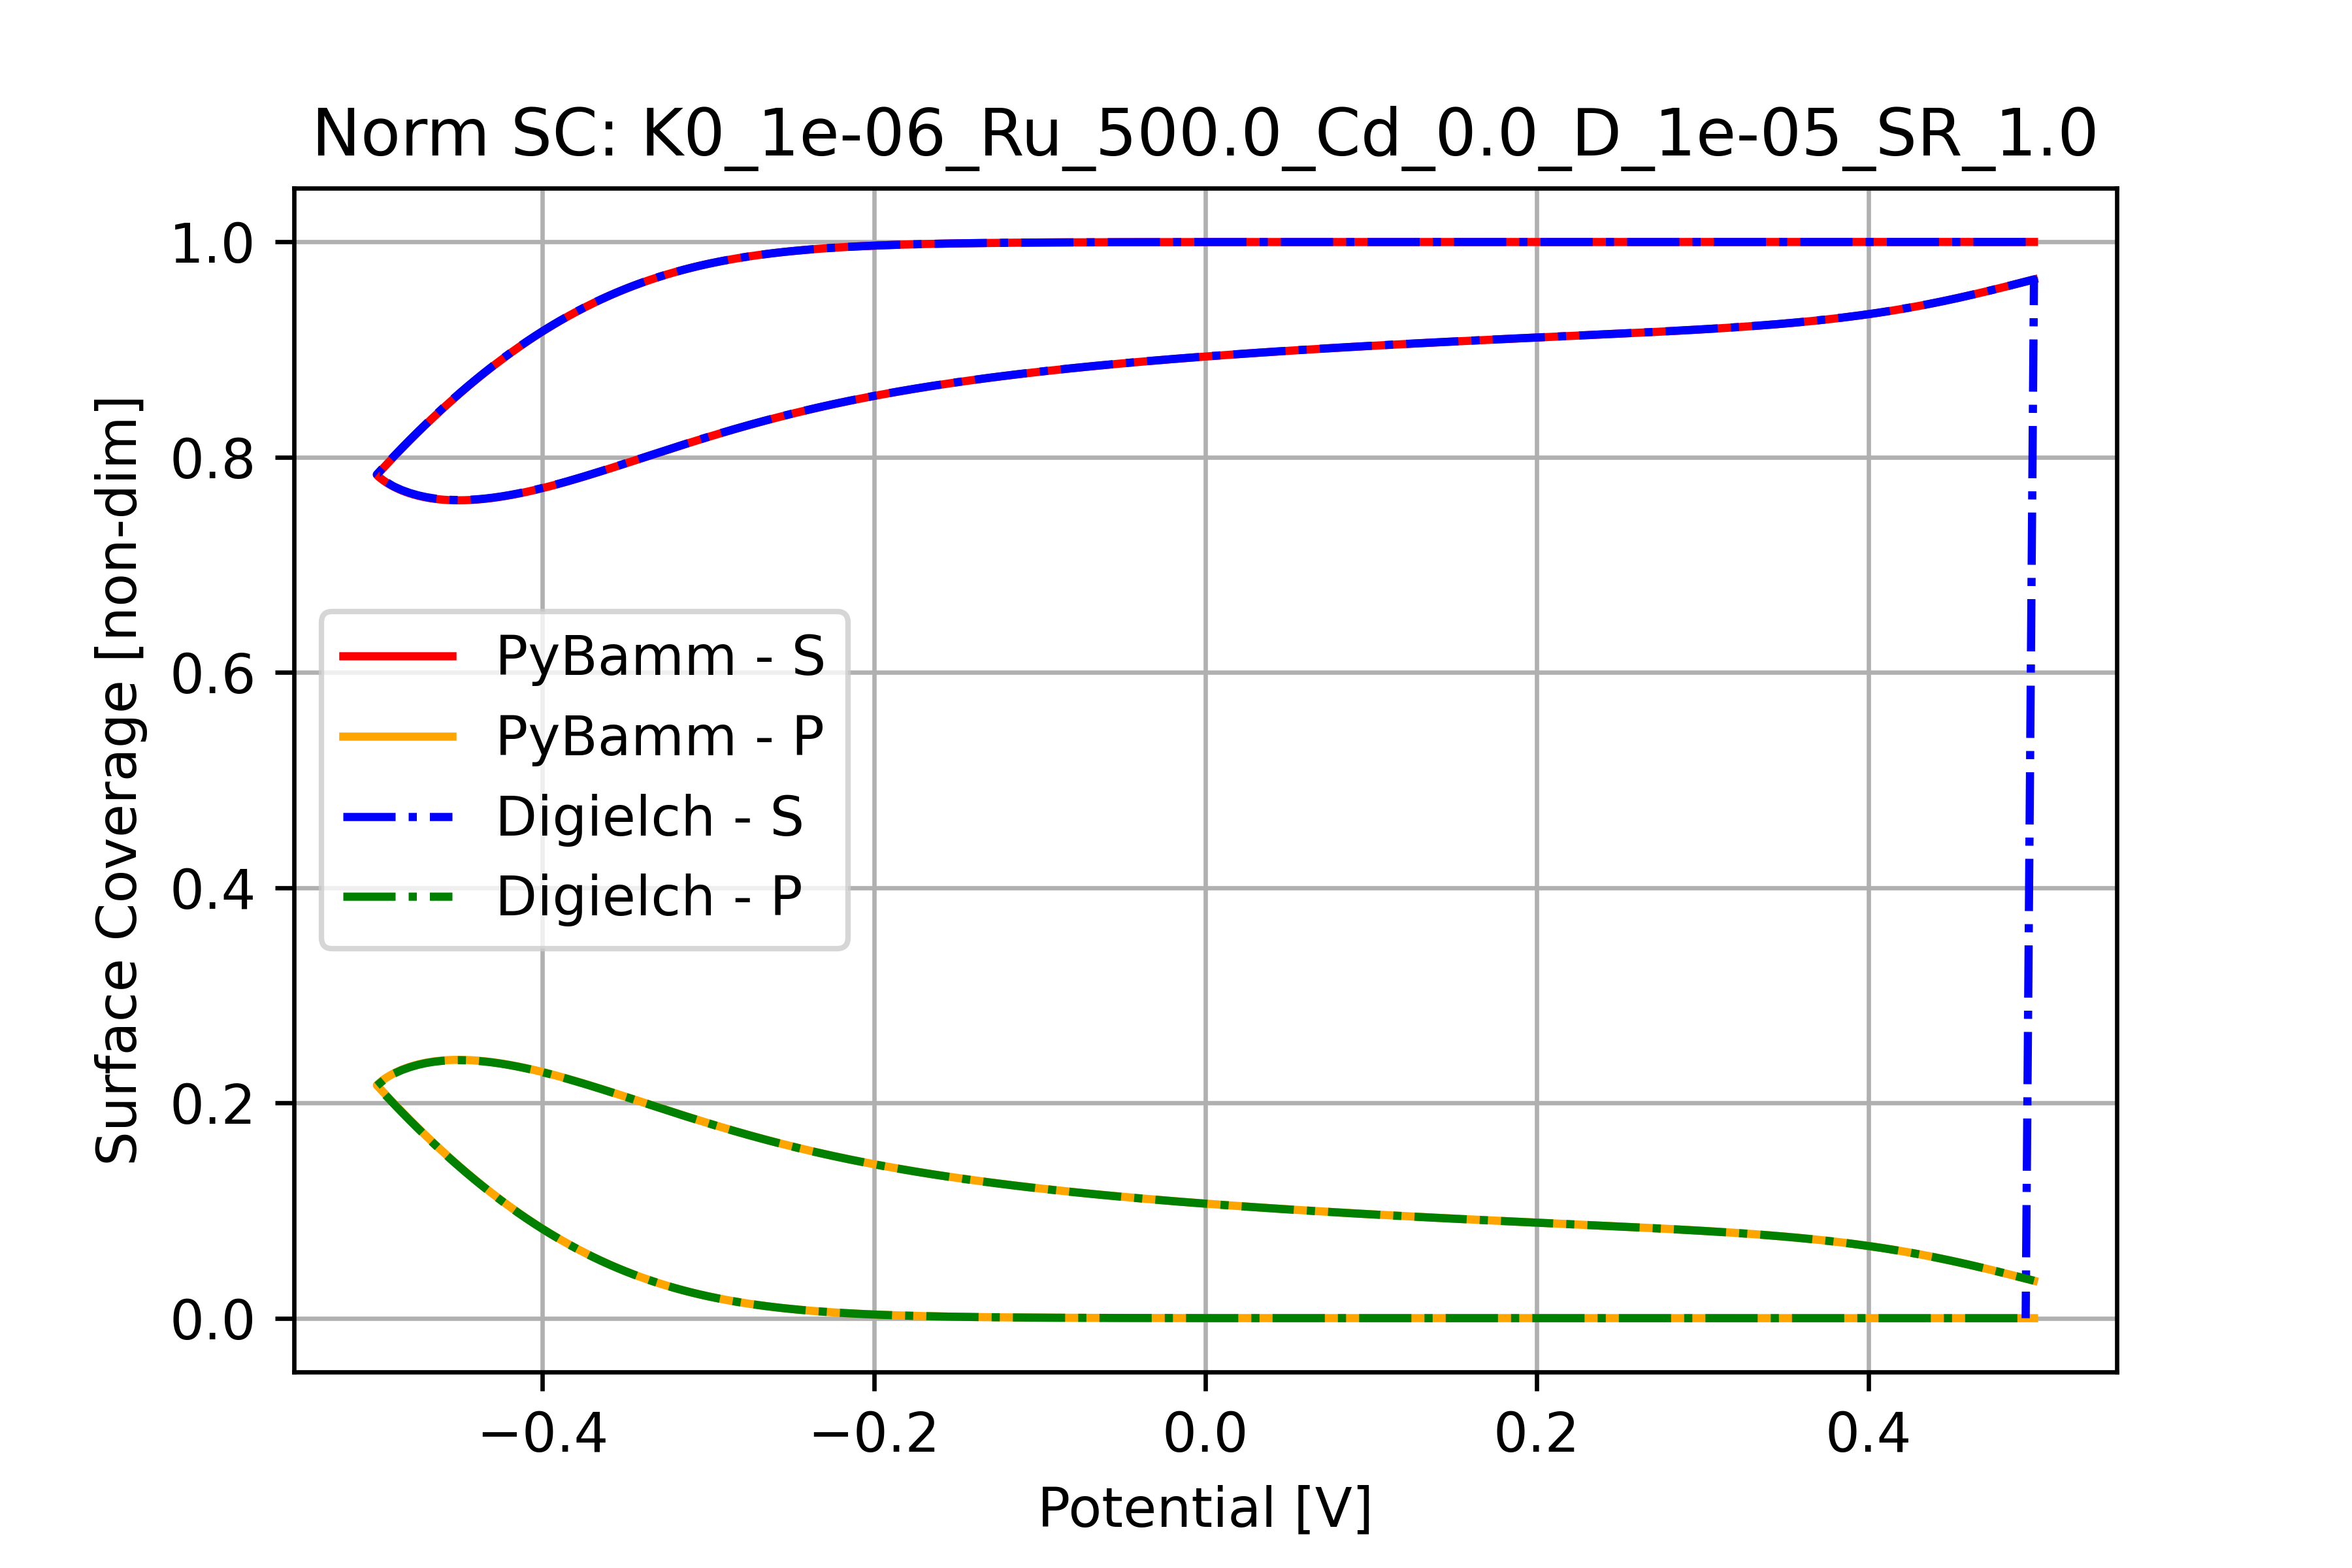 Norm SC: K0_1e-06_Ru_500.0_Cd_0.0_D_1e-05_SR_1.0
Surface Coverage [non-dim]
1.0
0.8
0.6
0.4
0.2
0.0
PyBamm - S
PyBamm - P
Digielch - S
Digielch - P
−0.4
−0.2
0.0
0.2
0.4
Potential [V]